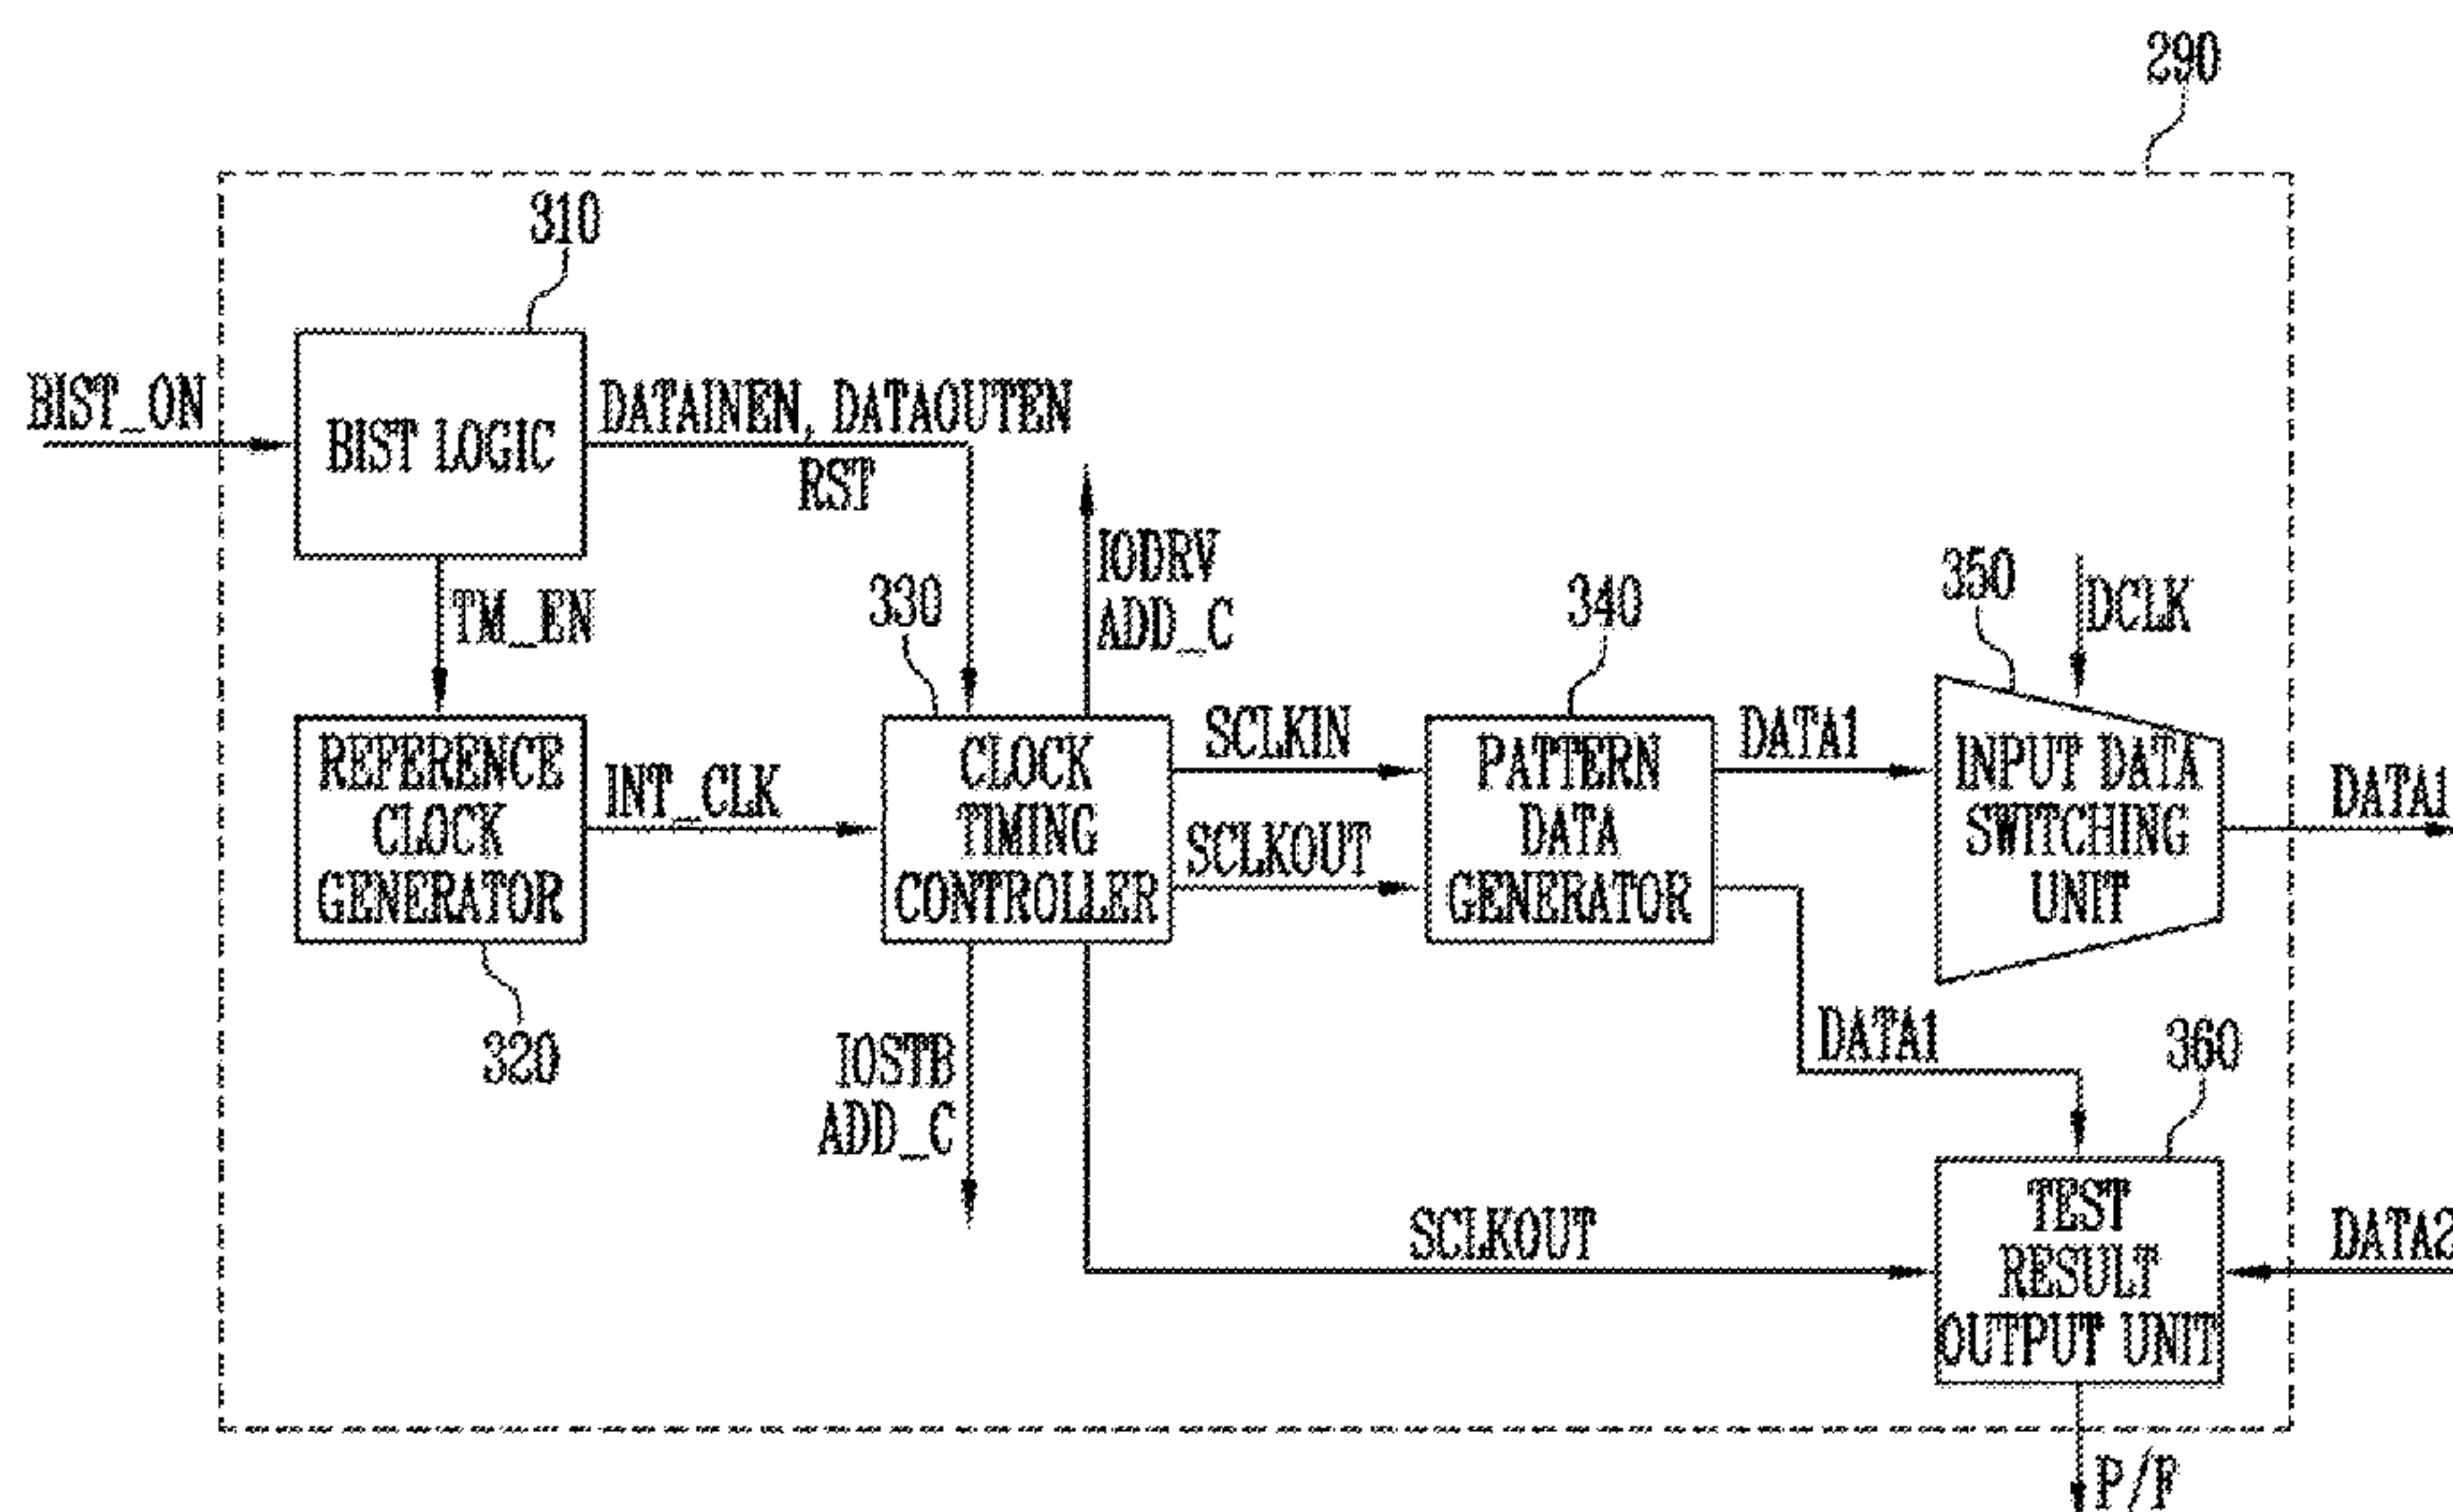 290
310
BIST_ON
BIST LOGIC
DATAINEN, DATAOUTEN
RST
TM_EN
330
IODRV
ADD_C
340
350
DCLK
REFERENCE
CLOCK
GENERATOR
INT_CLK
CLOCK
TIMING
CONTROLLER
SCLKIN
SCLKOUT
PATTERN
DATA
GENERATOR
DATA1
INPUT DATA
SWITCHING
UNIT
DATA1
320
IOSTB
ADD_C
DATA1
360
SCLKOUT
TEST
RESULT
OUTPUT UNIT
DATA2
P/F